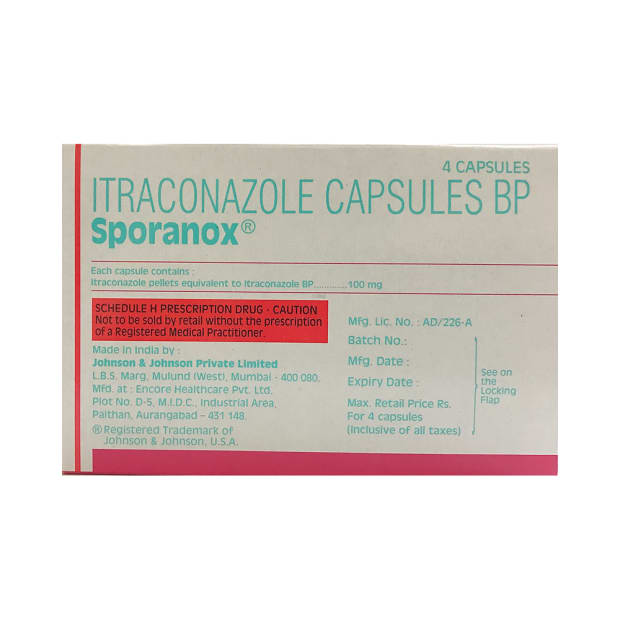 4 CAPSULES
ITRACONAZOLE CAPSULES BP
Sporanox®
Each capsule contains :
Itraconazole pellets equivalent to Itraconazole BP............100 mg
SCHEDULE H PRESCRIPTION DRUG - CAUTION
Not to be sold by retail without the prescription
of a Registered Medical Practitioner.
Made in India by :
Johnson & Johnson Private Limited
L.B.S. Marg, Mulund (West), Mumbai - 400 080.
Mfd. at : Encore Healthcare Pvt. Ltd.
Plot No. D-5, M.I.D.C., Industrial Area,
Paithan, Aurangabad – 431 148.
® Registered Trademark of
Johnson & Johnson, U.S.A.
Mfg. Lic. No. : AD/226-A
Batch No.:
Mfg. Date :
Expiry Date :
Max. Retail Price Rs.
For 4 capsules
(Inclusive of all taxes)
See on
the
Locking
Flap